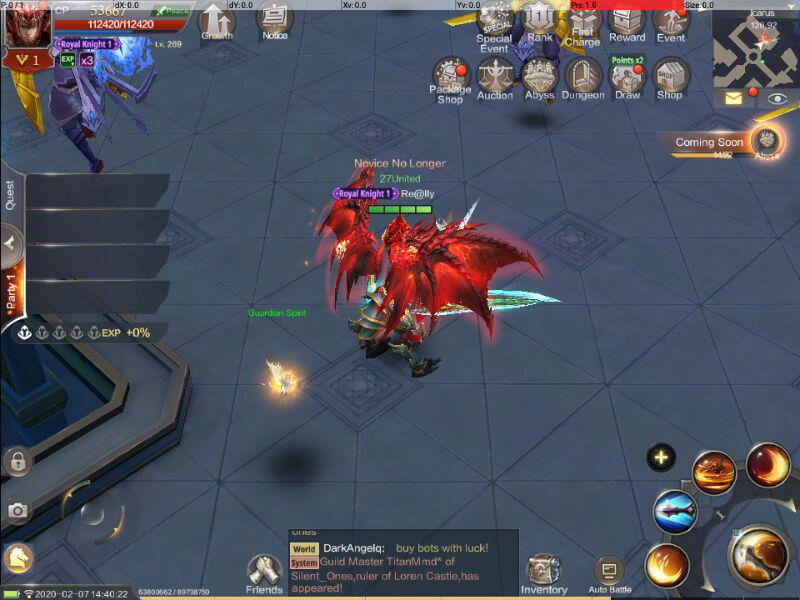 P:0 / 1 dX:0.0 dY:0.0 Xv:0.0 Yv:0.0 Prs:1.0 Size:0.0
CP 53667 Peace
112420/112420
Royal Knight 1 Lv. 269
1 EXP x3
Growth
Notice
Special Event
Rank
First Charge
Reward
Event
Icarus
126,92
Package Shop
Auction
Abyss
Dungeon
Points x2
Draw
Shop
Coming Soon
Abyss
Novice No Longer
27United
Royal Knight 1 Re@lly
Quest
Party 1
EXP +0%
Guardian Spirit
World DarkAngelq: buy bots with luck!
System Guild Master TitanMmd* of
Silent_Ones,ruler of Loren Castle,has
appeared!
Friends
Inventory
Auto Battle
2020-02-07 14:40:22 63803662 / 89738750